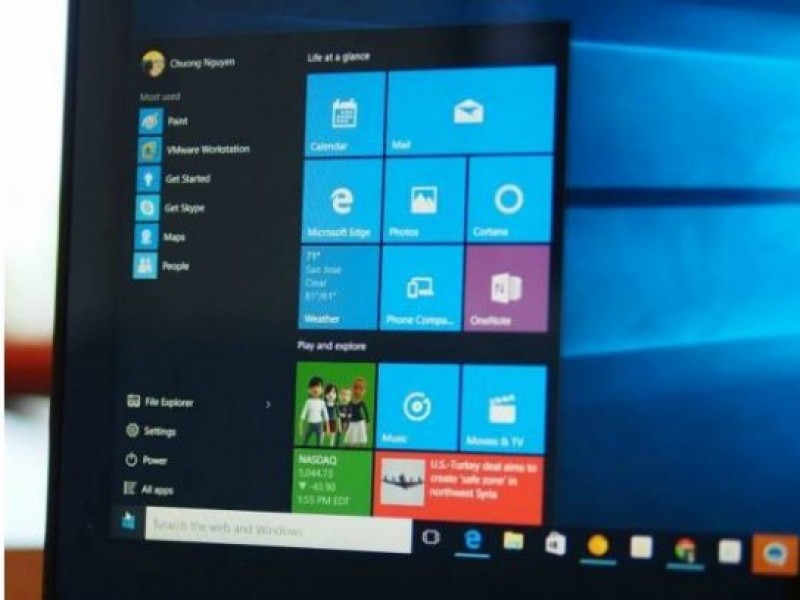 Chuong Nguyen
Most used
Paint
VMware Workstation
Get Started
Get Skype
Maps
People
File Explorer
Settings
Power
All apps
Search the web and Windows
Life at a glance
Calendar
Mail
Microsoft Edge
Photos
Cortana
71°
San Jose
Clear
81°/61°
Weather
Phone Compa...
OneNote
Play and explore
Music
Movies & TV
NASDAQ
5,044.73
▼ -43.90
1:55 PM EDT
U.S.-Turkey deal aims to
create 'safe zone' in
northwest Syria